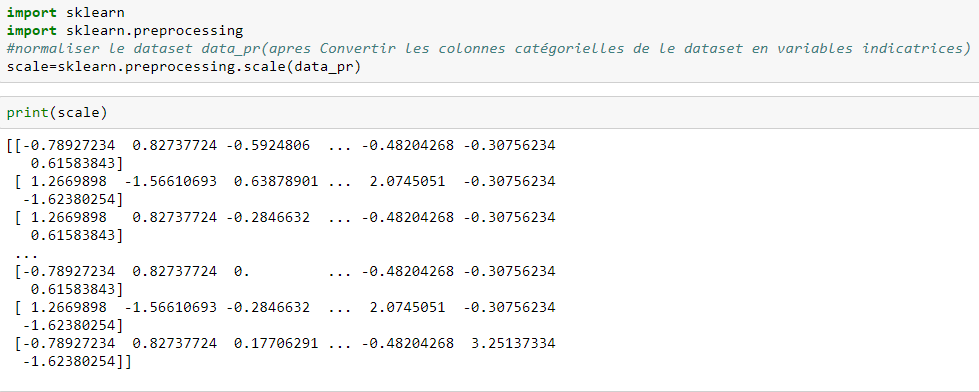 import sklearn
import sklearn.preprocessing
#normaliser le dataset data_pr(apres Convertir les colonnes catégorielles de le dataset en variables indicatrices)
scale=sklearn.preprocessing.scale(data_pr)
print(scale)
[[-0.78927234  0.82737724 -0.5924806  ... -0.48204268 -0.30756234
   0.61583843]
 [ 1.2669898  -1.56610693  0.63878901 ...  2.0745051  -0.30756234
  -1.62380254]
 [ 1.2669898   0.82737724 -0.2846632  ... -0.48204268 -0.30756234
   0.61583843]
 ...
 [-0.78927234  0.82737724  0.         ... -0.48204268 -0.30756234
   0.61583843]
 [ 1.2669898  -1.56610693 -0.2846632  ...  2.0745051  -0.30756234
  -1.62380254]
 [-0.78927234  0.82737724  0.17706291 ... -0.48204268  3.25137334
  -1.62380254]]